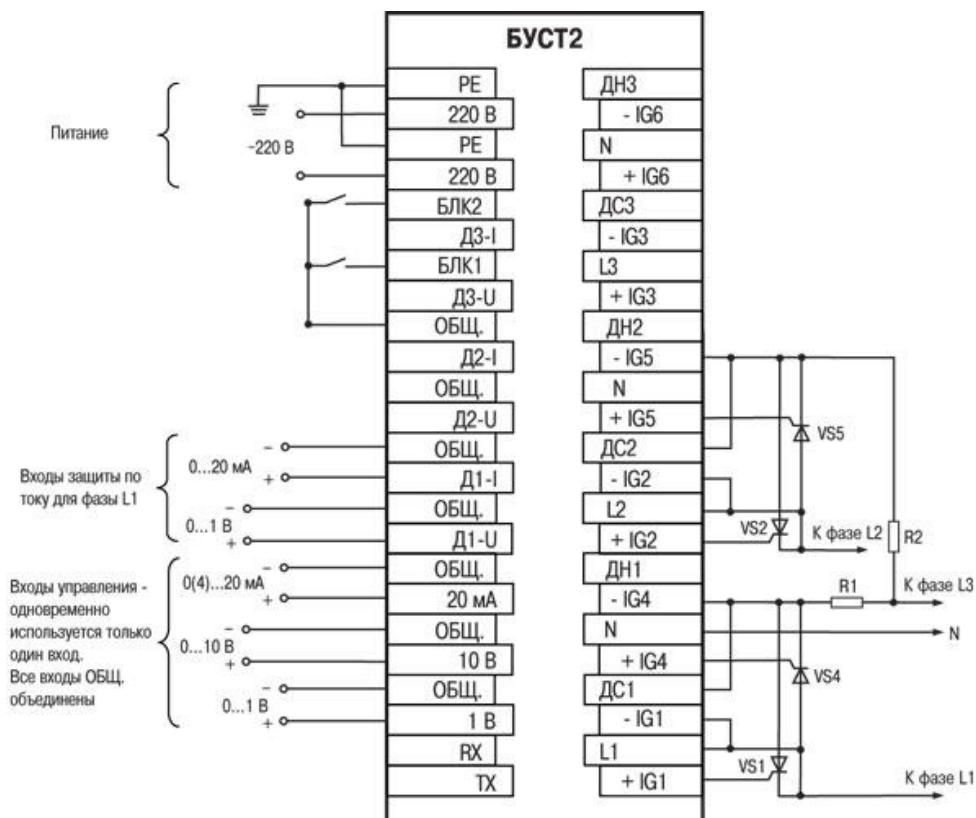 БУСТ2
Питание
~220 В
Входы защиты по
току для фазы L1
−
0...20 мА
+
−
0...1 В
+
Входы управления -
одновременно
используется только
один вход.
Все входы ОБЩ.
объединены
−
0(4)...20 мА
+
−
0...10 В
+
−
0...1 В
+
PE
220 В
PE
220 В
БЛК2
Д3-I
БЛК1
Д3-U
ОБЩ.
Д2-I
ОБЩ.
Д2-U
ОБЩ.
Д1-I
ОБЩ.
Д1-U
ОБЩ.
20 мА
ОБЩ.
10 В
ОБЩ.
1 В
RX
TX
ДН3
- IG6
N
+ IG6
ДС3
- IG3
L3
+ IG3
ДН2
- IG5
N
+ IG5
ДС2
- IG2
L2
+ IG2
ДН1
- IG4
N
+ IG4
ДС1
- IG1
L1
+ IG1
VS5
VS2
К фазе L2
R2
R1
К фазе L3
N
VS4
VS1
К фазе L1